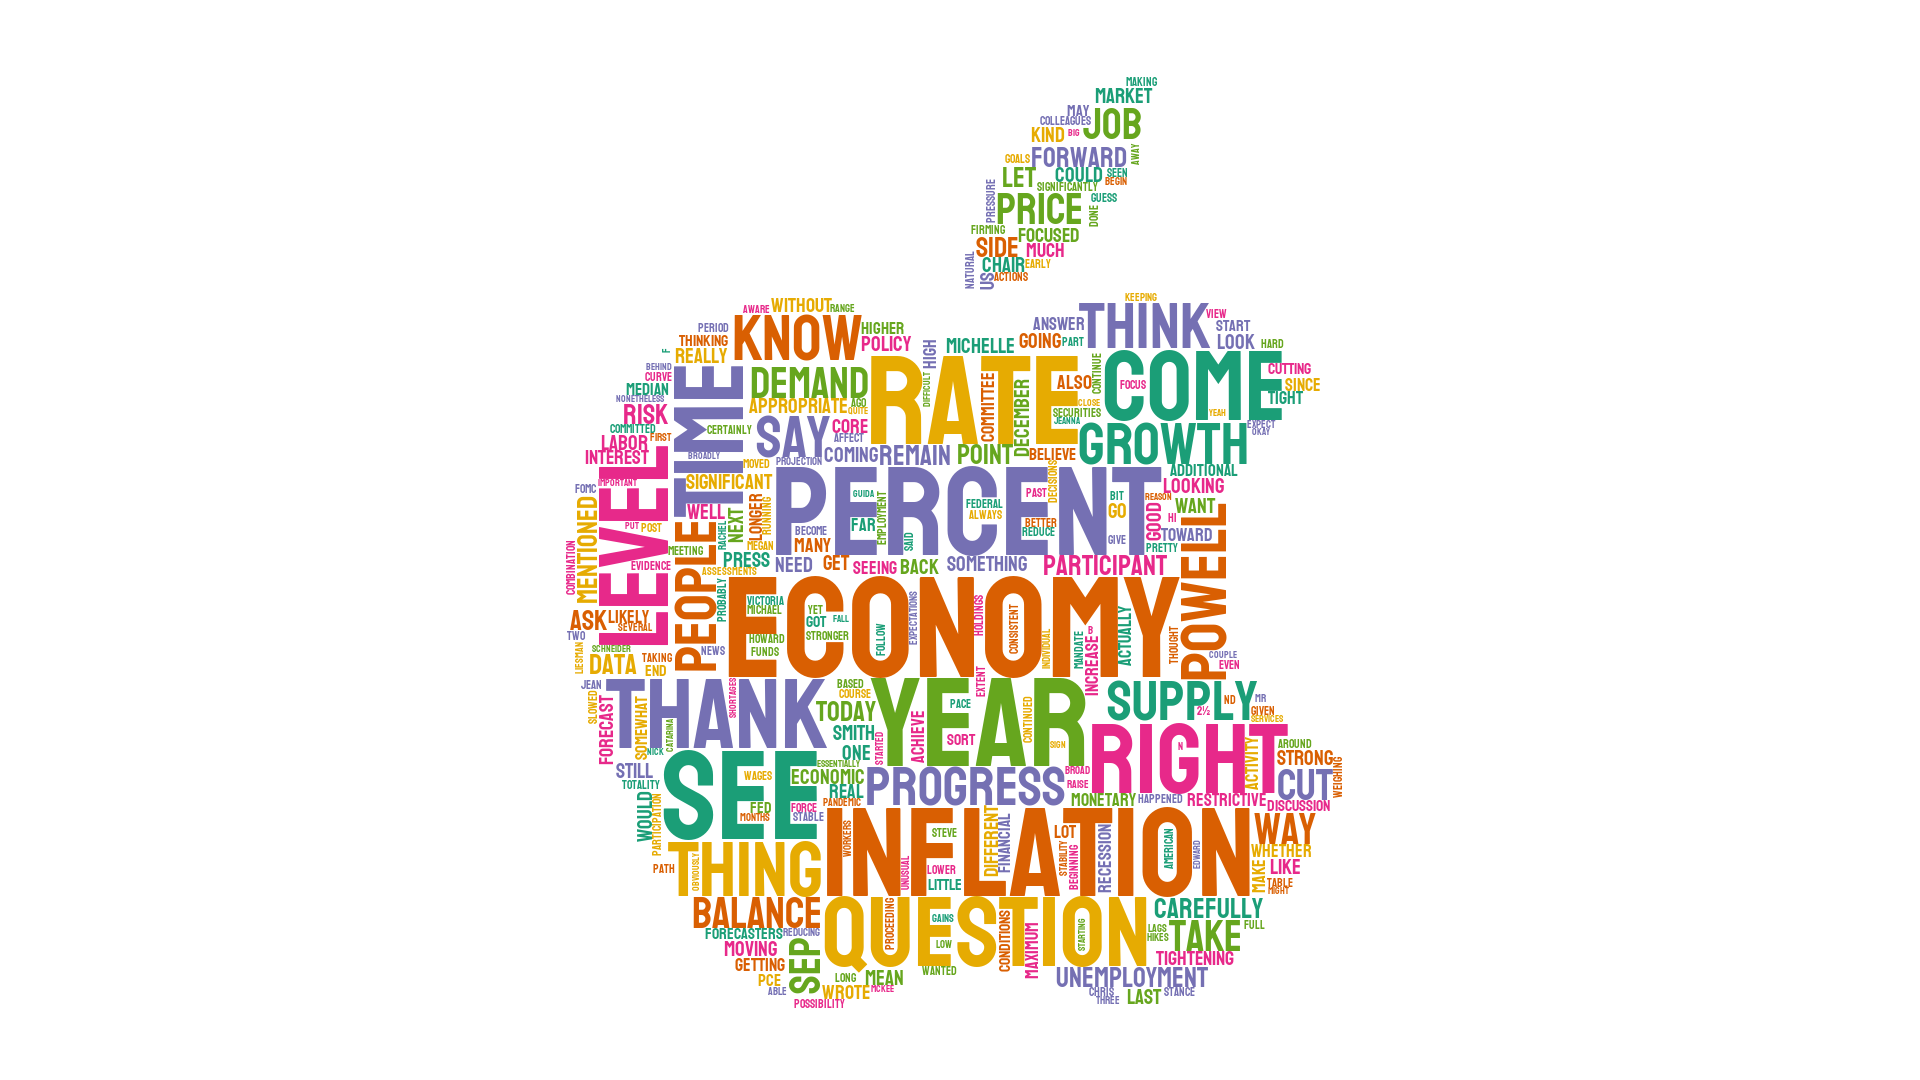 MAKING
MARKET
MAY
COLLEAGUES
JOB
KIND
BIG
FORWARD
AWAY
GOALS
LET
COULD
SEEN
BEGIN
SIGNIFICANTLY
PRESSURE
PRICE
GUESS
DONE
FIRMING
FOCUSED
SIDE
MUCH
NATURAL
CHAIR
EARLY
US
ACTIONS
KEEPING
AWARE
WITHOUT
RANGE
THINK
VIEW
PERIOD
KNOW
HIGHER
ANSWER
START
THINKING
POLICY
MICHELLE
GOING
PART
LOOK
HARD
F
REALLY
HIGH
BEHIND
TIME
DEMAND
RATE
CONTINUE
COME
CUTTING
CURVE
MEDIAN
DIFFICULT
COMMITTEE
DECEMBER
ALSO
FOCUS
SINCE
NONETHELESS
APPROPRIATE
AGO
QUITE
CLOSE
TIGHT
RISK
SECURITIES
YEAH
COMMITTED
CERTAINLY
SAY
CORE
JEANNA
EXPECT
OKAY
LABOR
FIRST
AFFECT
GROWTH
INTEREST
BROADLY
MOVED
PROJECTION
COMING
REMAIN
POINT
BELIEVE
LEVEL
ADDITIONAL
IMPORTANT
SIGNIFICANT
PERCENT
DECISIONS
LOOKING
FOMC
MENTIONED
WELL
LONGER
RUNNING
GUIDA
FEDERAL
PAST
BIT
REASON
WANT
PUT
POST
RACHEL
NEXT
BECOME
FAR
EMPLOYMENT
ALWAYS
BETTER
GO
GOOD
HI
POWELL
PEOPLE
SAID
REDUCE
GIVE
TOWARD
COMBINATION
MEETING
MEGAN
MANY
PRETTY
EVIDENCE
PRESS
NEED
GET
SEEING
BACK
SOMETHING
PARTICIPANT
ASSESSMENTS
PROBABLY
ECONOMY
VICTORIA
MICHAEL
YET
EXPECTATIONS
HOLDINGS
CONSISTENT
ACTUALLY
ASK
LIKELY
SEVERAL
GOT
FALL
B
TWO
HOWARD
STRONGER
FOLLOW
INDIVIDUAL
MANDATE
INCREASE
THOUGHT
LIESMAN
SCHNEIDER
NEWS
FUNDS
COUPLE
DATA
TAKING
END
EVEN
JEAN
THANK
SHORTAGES
BASED
COURSE
YEAR
EXTENT
SUPPLY
ND
MR
SLOWED
FORECAST
SOMEWHAT
TODAY
PACE
2½
GIVEN
SERVICES
CATARINA
SMITH
STARTED
ACHIEVE
SORT
CONTINUED
SIGN
RIGHT
N
ACTIVITY
AROUND
NICK
ONE
STRONG
STILL
SEE
WAGES
ESSENTIALLY
ECONOMIC
PROGRESS
BROAD
CUT
WEIGHING
TOTALITY
REAL
RAISE
WOULD
PARTICIPATION
FED
FORCE
PANDEMIC
MONETARY
HAPPENED
RESTRICTIVE
DISCUSSION
MONTHS
STABLE
INFLATION
WAY
WORKERS
STEVE
DIFFERENT
FINANCIAL
LOT
RECESSION
AMERICAN
EDWARD
WHETHER
THING
OBVIOUSLY
PATH
UNUSUAL
LOWER
LITTLE
STABILITY
BEGINNING
MAKE
LIKE
TABLE
MIGHT
BALANCE
QUESTION
PROCEEDING
GAINS
CONDITIONS
STARTING
CAREFULLY
FORECASTERS
REDUCING
LAGS
HIKES
TAKE
FULL
MOVING
SEP
LOW
MAXIMUM
TIGHTENING
GETTING
WANTED
PCE
LONG
MEAN
UNEMPLOYMENT
ABLE
WROTE
MCKEE
CHRIS
STANCE
POSSIBILITY
THREE
LAST